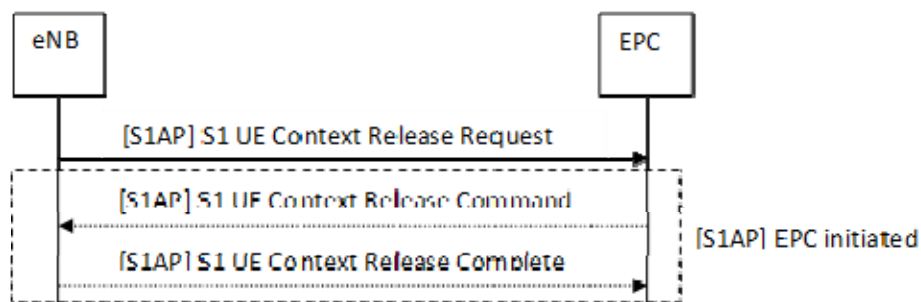 eNB
EPC
[S1AP] S1 UE Context Release Request
[S1AP] S1 UE Context Release Command
[S1AP] EPC initiated
[S1AP] S1 UE Context Release Complete